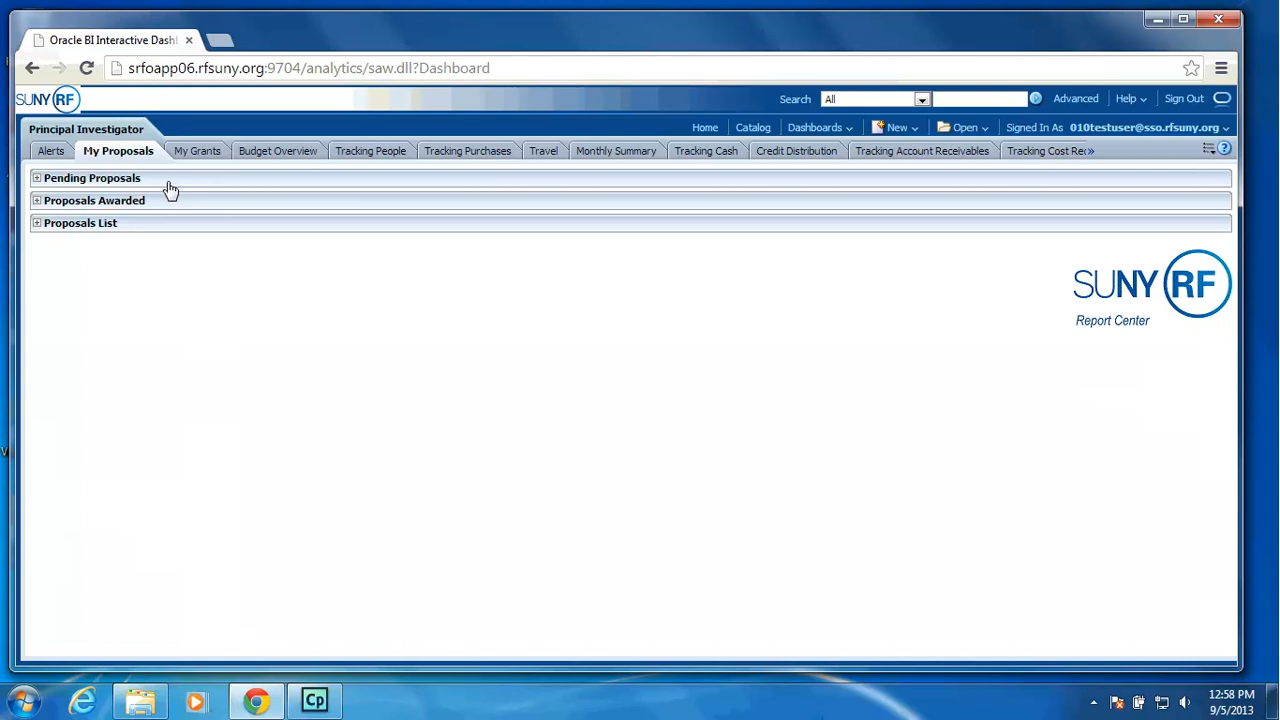 Oracle BI Interactive Dash
srfoapp06.rfsuny.org:9704/analytics/saw.dll?Dashboard
SUNY RF
Search All Advanced Help Sign Out
Principal Investigator
Home Catalog Dashboards New Open Signed In As 010testuser@sso.rfsuny.org
Alerts My Proposals My Grants Budget Overview Tracking People Tracking Purchases Travel Monthly Summary Tracking Cash Credit Distribution Tracking Account Receivables Tracking Cost Rec »
Pending Proposals
Proposals Awarded
Proposals List
SUNY RF
Report Center
Cp
12:58 PM
9/5/2013